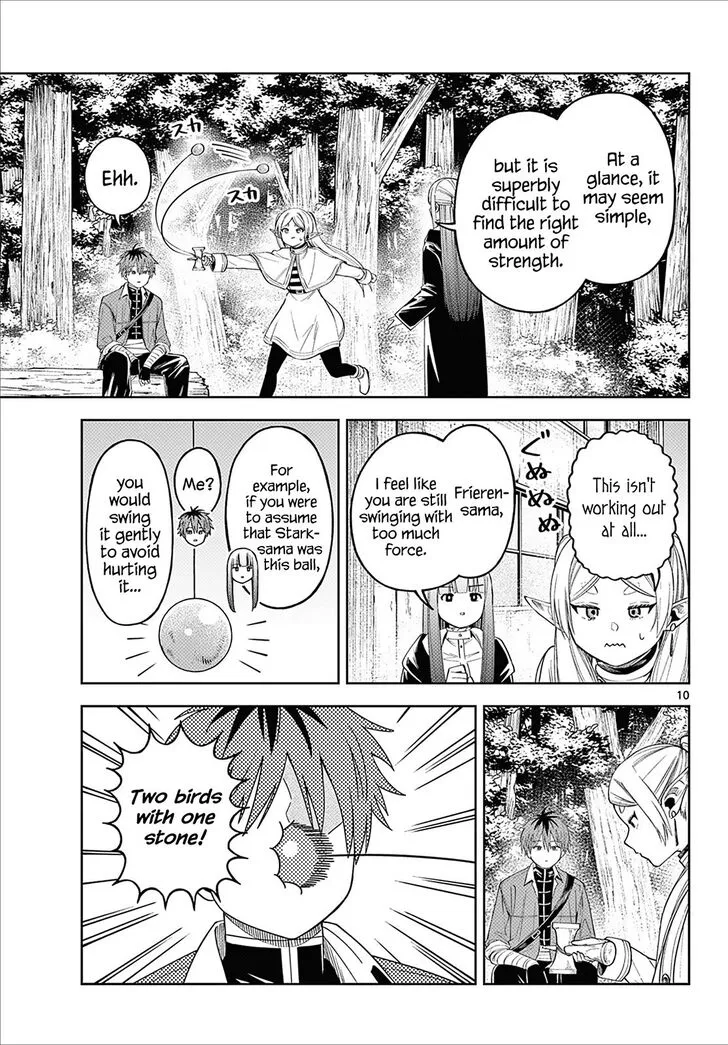 At a
glance, it
may seem
simple,
but it is
superbly
difficult to
find the right
amount of
strength.
スカ
スカ
Ehh.
This isn't
working out
at all...
ぐぬぬぬ
Frieren-
sama,
I feel like
you are still
swinging with
too much
force.
For
example,
if you were
to assume
that Stark-
sama was
this ball,
Me?
you
would
swing
it gently
to avoid
hurting
it...
10
Two birds
with one
stone!